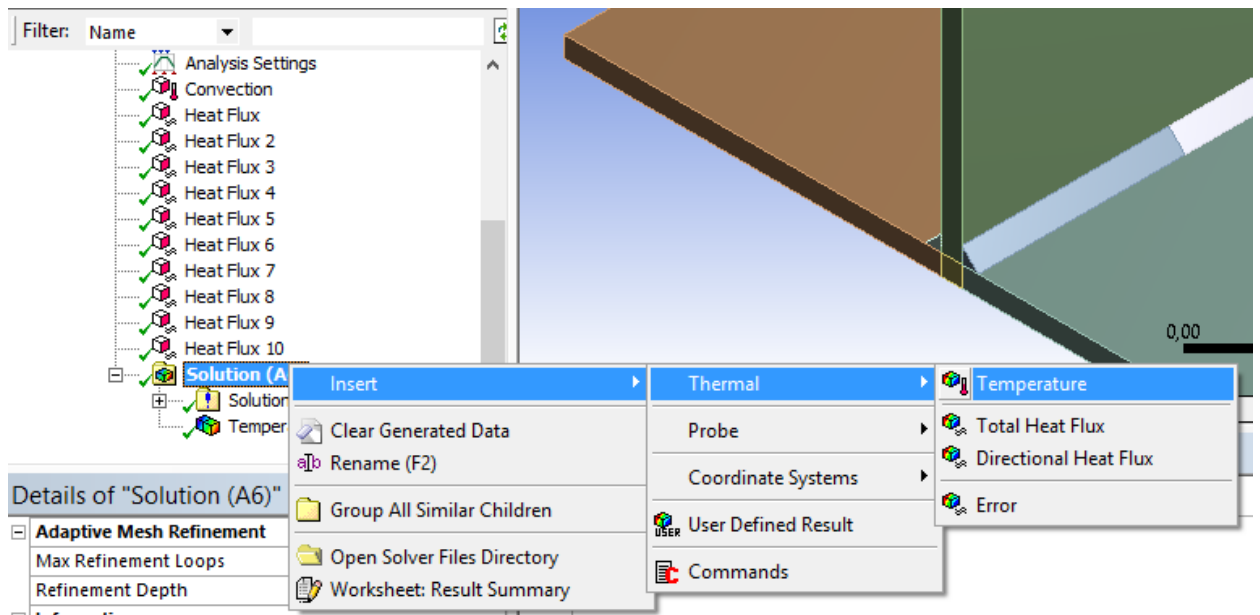 Filter: Name
Analysis Settings
Convection
Heat Flux
Heat Flux 2
Heat Flux 3
Heat Flux 4
Heat Flux 5
Heat Flux 6
Heat Flux 7
Heat Flux 8
Heat Flux 9
Heat Flux 10
Solution (A
Solution
Temper
Insert
Clear Generated Data
Rename (F2)
Group All Similar Children
Open Solver Files Directory
Worksheet: Result Summary
Thermal
Probe
Coordinate Systems
USER User Defined Result
Commands
Temperature
Total Heat Flux
Directional Heat Flux
Error
0,00
Details of "Solution (A6)"
Adaptive Mesh Refinement
Max Refinement Loops
Refinement Depth